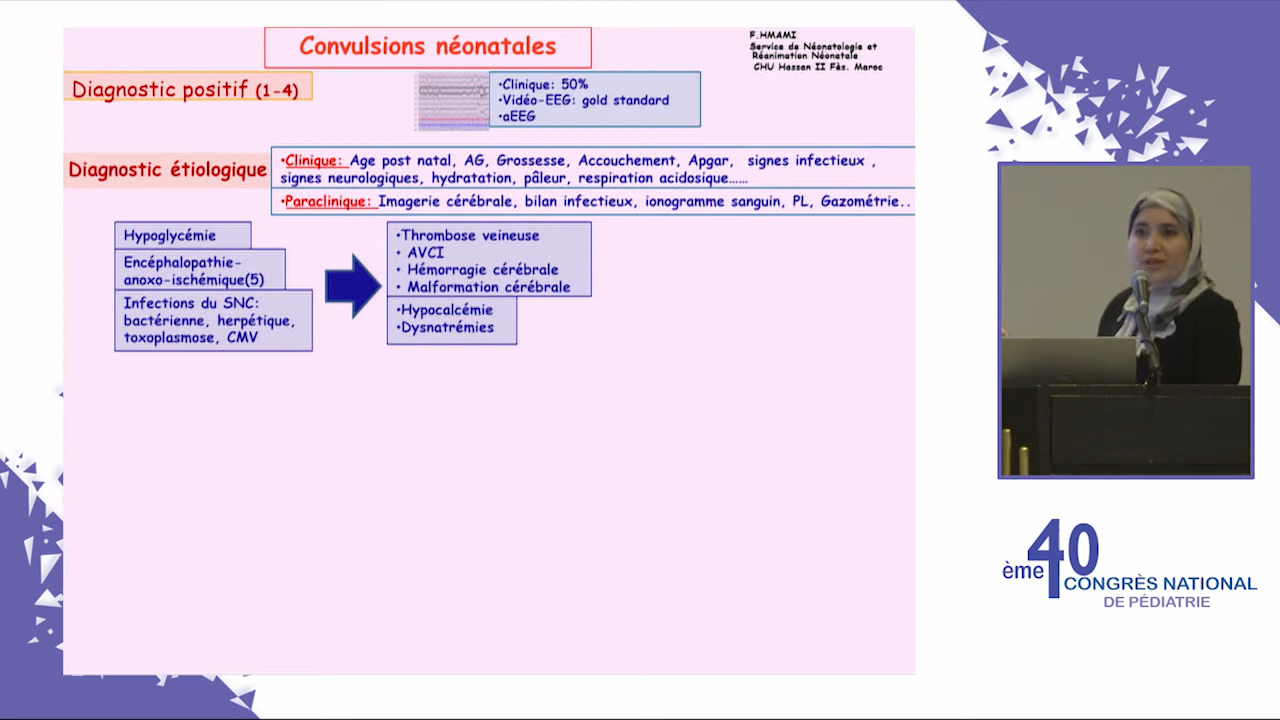 Convulsions néonatales
F.HMAMI
Service de Néonatologie et
Réanimation Néonatale
CHU Hassan II Fès. Maroc
Diagnostic positif (1-4)
•Clinique: 50%
•Vidéo-EEG: gold standard
•aEEG
Diagnostic étiologique
•Clinique: Age post natal, AG, Grossesse, Accouchement, Apgar, signes infectieux ,
signes neurologiques, hydratation, pâleur, respiration acidosique……
•Paraclinique: Imagerie cérébrale, bilan infectieux, ionogramme sanguin, PL, Gazométrie..
Hypoglycémie
Encéphalopathie-
anoxo-ischémique(5)
Infections du SNC:
bactérienne, herpétique,
toxoplasmose, CMV
•Thrombose veineuse
• AVCI
• Hémorragie cérébrale
• Malformation cérébrale
•Hypocalcémie
•Dysnatrémies
40
ème
CONGRÈS NATIONAL
DE PÉDIATRIE